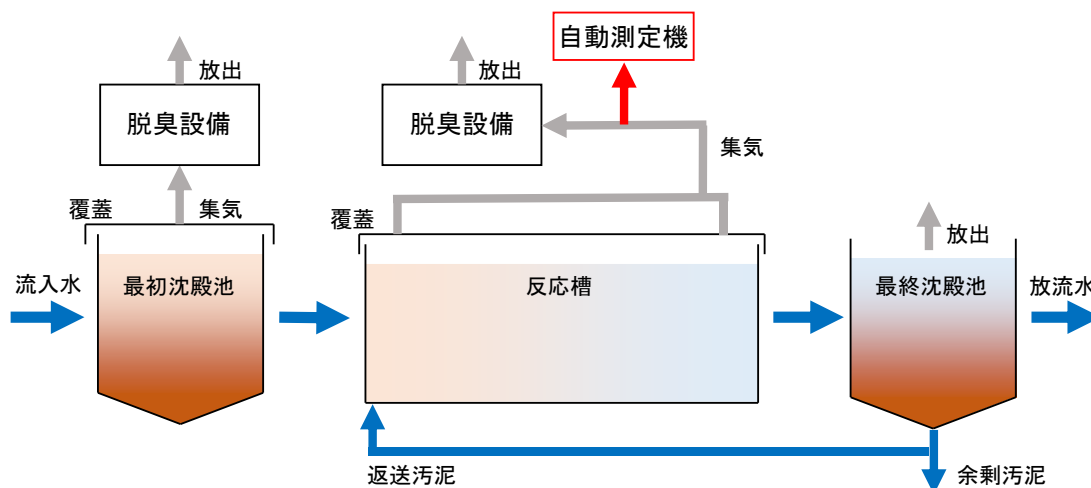 自動測定機
放出
放出
脱臭設備
脱臭設備
集気
覆蓋
集気
覆蓋
放出
流入水
最初沈殿池
反応槽
最終沈殿池
放流水
返送汚泥
余剰汚泥